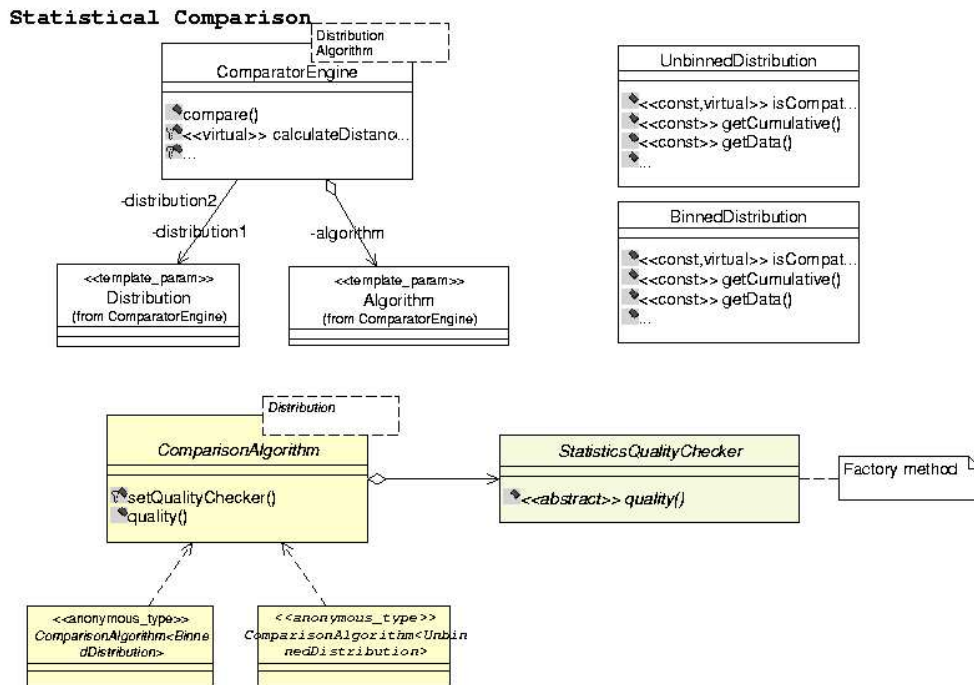 Statistical Comparison
Distribution
Algorithm
ComparatorEngine
compare()
<<virtual>> calculateDistanc...
...
-distribution2
-distribution1
-algorithm
<<template_param>>
Distribution
(from ComparatorEngine)
<<template_param>>
Algorithm
(from ComparatorEngine)
UnbinnedDistribution
<<const,virtual>> isCompat...
<<const>> getCumulative()
<<const>> getData()
...
BinnedDistribution
<<const,virtual>> isCompat...
<<const>> getCumulative()
<<const>> getData()
...
Distribution
ComparisonAlgorithm
setQualityChecker()
quality()
StatisticsQualityChecker
<<abstract>> quality()
Factory method
<<anonymous_type>>
ComparisonAlgorithm<Binne
dDistribution>
<<anonymous_type>>
ComparisonAlgorithm<Unbin
nedDistribution>